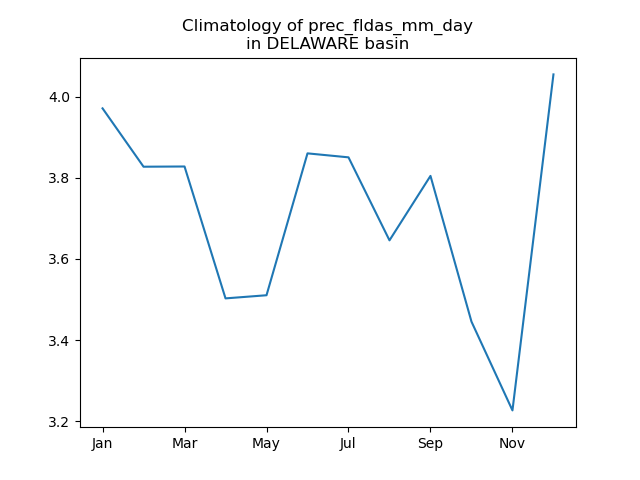 Climatology of prec_fldas_mm_day
in DELAWARE basin
4.0
3.8
3.6
3.4
3.2
Jan Mar May Jul Sep Nov